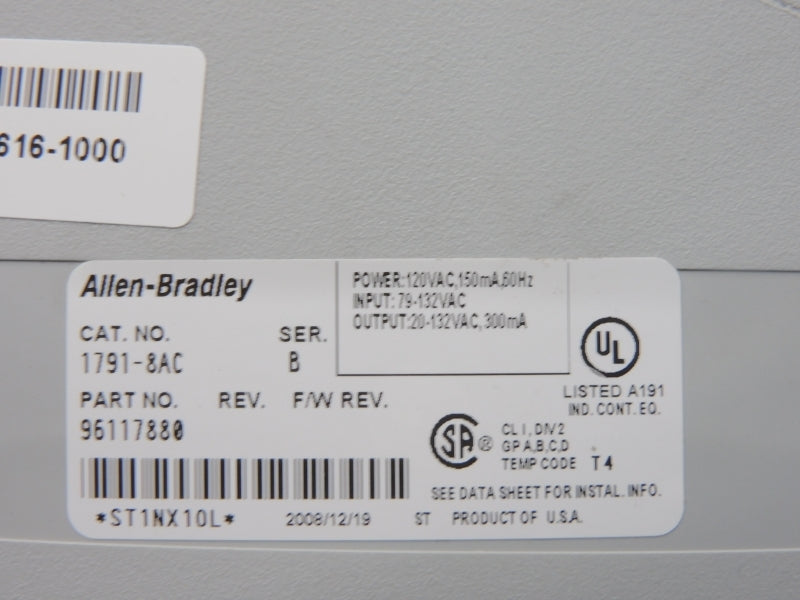 616-1000
Allen-Bradley
POWER:120VAC,150mA,60Hz
INPUT: 79-132VAC
OUTPUT:20-132VAC, 300mA
CAT. NO. SER.
1791-8AC B
PART NO. REV. F/W REV.
96117880
UL
LISTED A191
IND. CONT. EQ.
SA ®
CL I, DIV 2
GP A,B,C,D
TEMP CODE T4
SEE DATA SHEET FOR INSTAL. INFO.
*ST1NX10L* 2008/12/19 ST PRODUCT OF U.S.A.